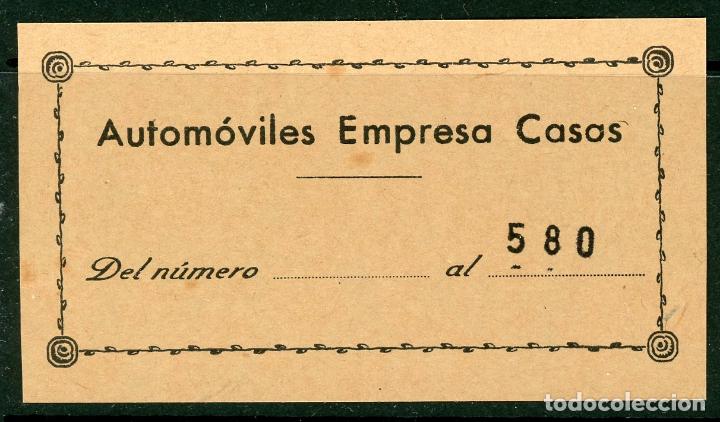 Automóviles Empresa Casas
Del número al 580
todocoleccion